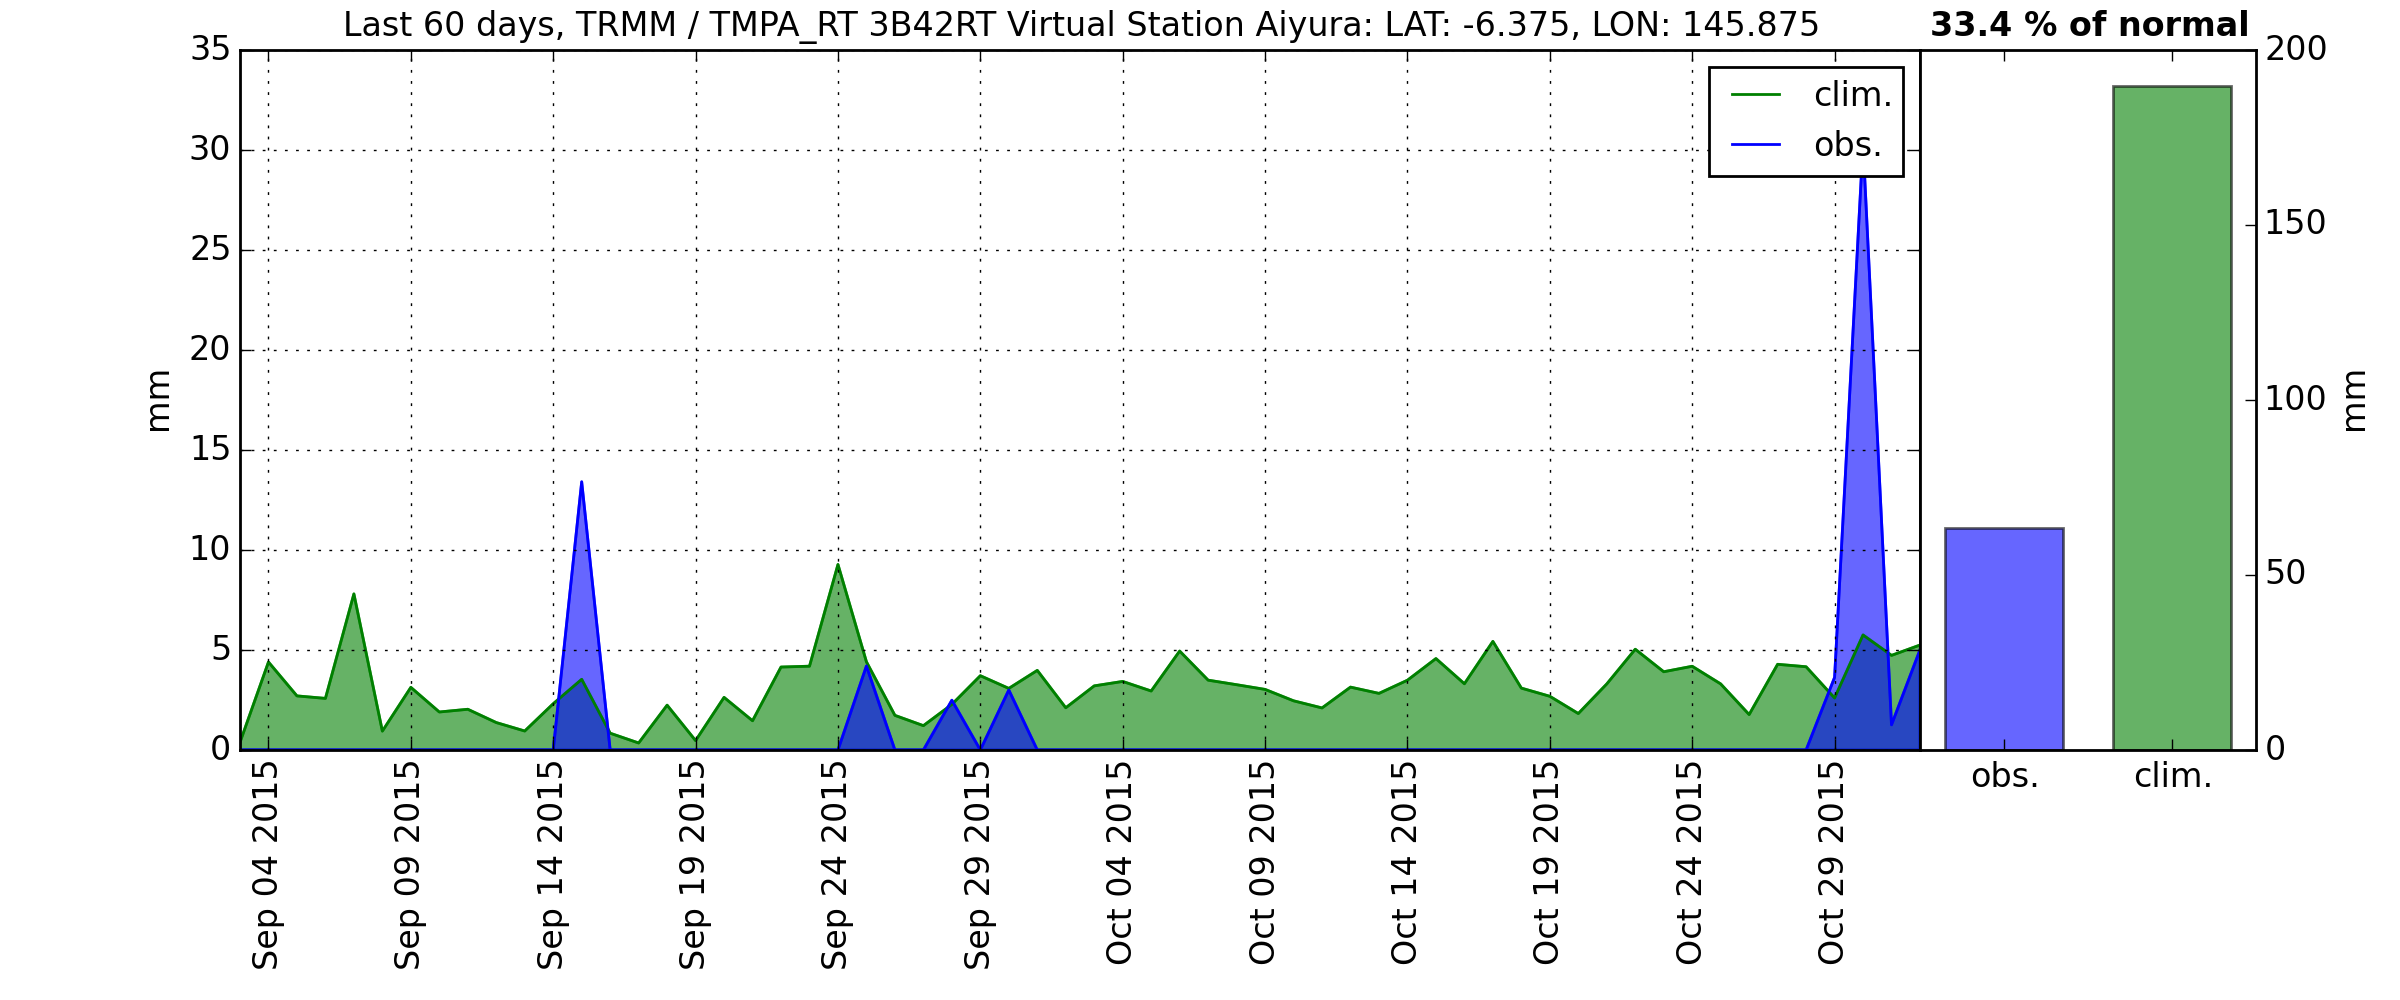 Last 60 days, TRMM / TMPA_RT 3B42RT Virtual Station Aiyura: LAT: -6.375, LON: 145.875
33.4 % of normal
35
30
25
20
15
10
5
0
mm
clim.
obs.
200
150
100
50
0
mm
Sep 04 2015
Sep 09 2015
Sep 14 2015
Sep 19 2015
Sep 24 2015
Sep 29 2015
Oct 04 2015
Oct 09 2015
Oct 14 2015
Oct 19 2015
Oct 24 2015
Oct 29 2015
obs.
clim.